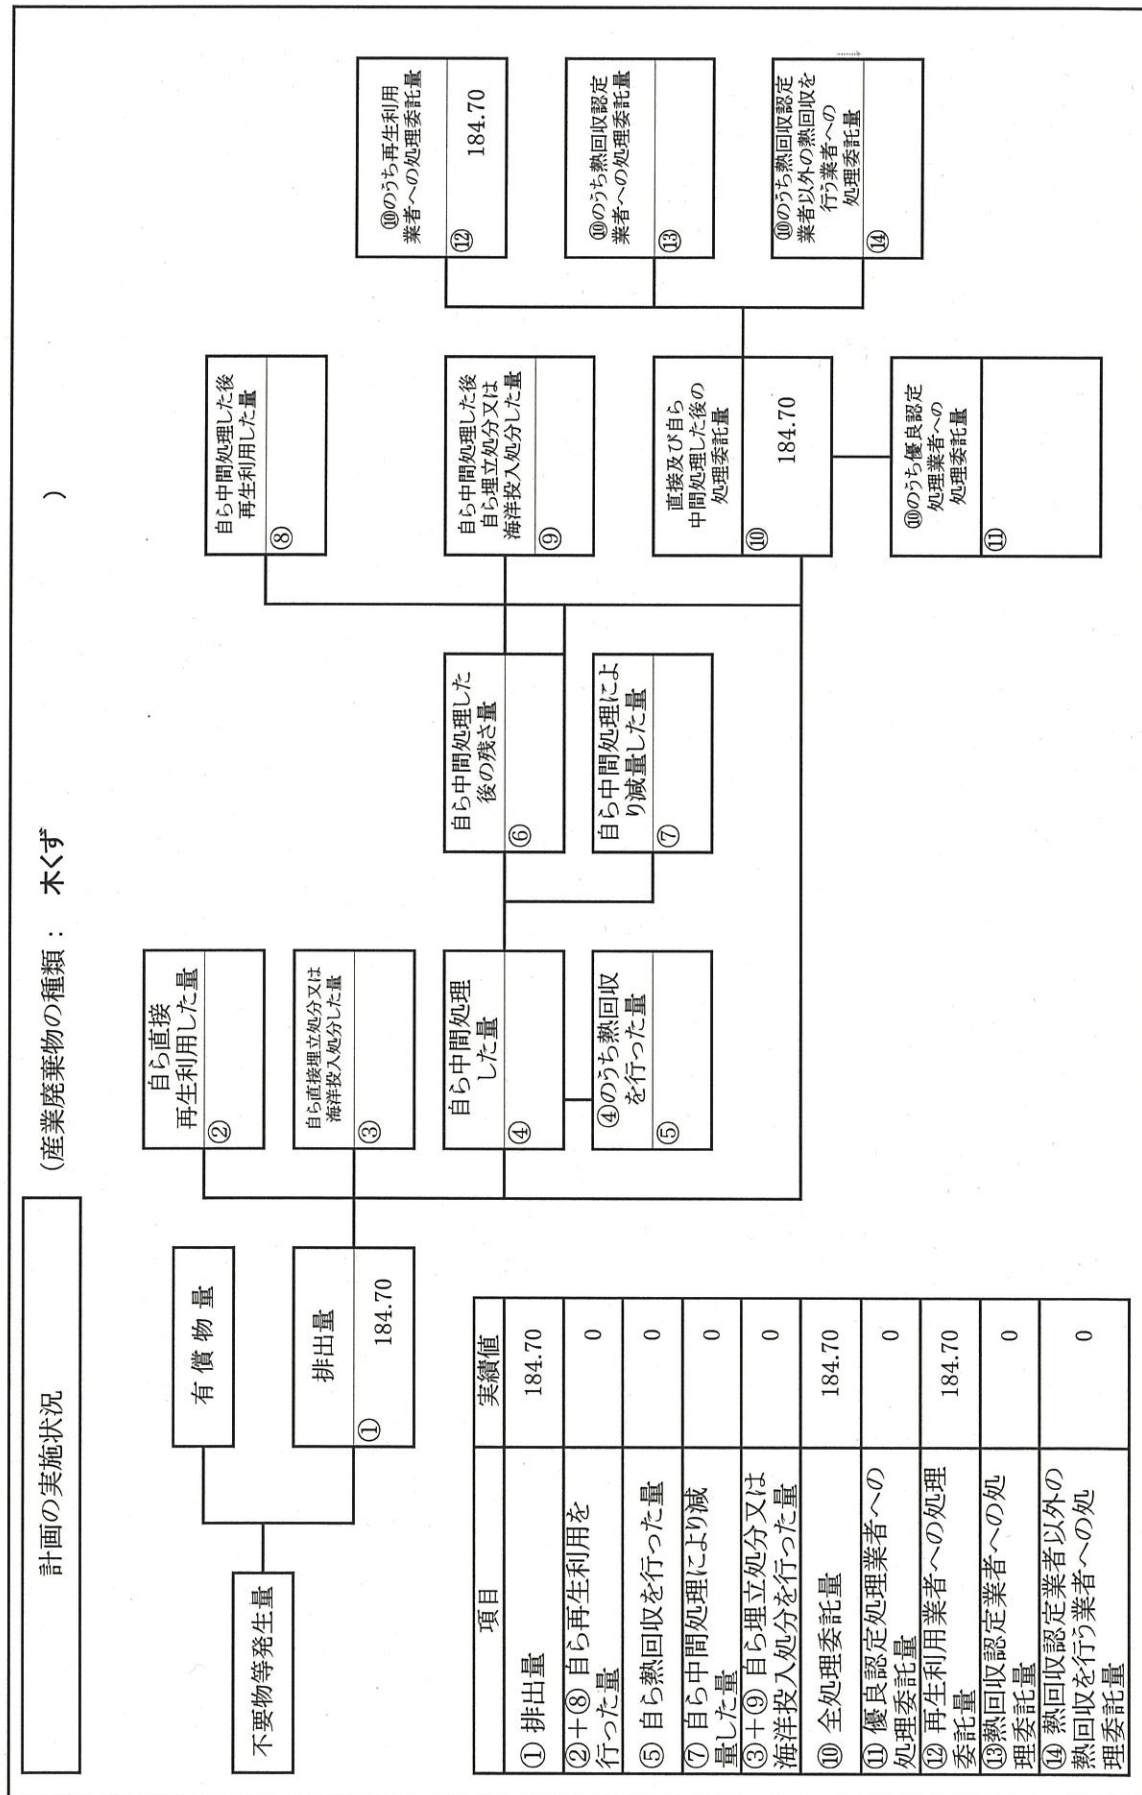 計画の実施状況
(産業廃棄物の種類： 木くず )
不要物等発生量
有償物量
排出量
① 184.70
自ら直接
再生利用した量
②
自ら直接埋立処分又は
海洋投入処分した量
③
自ら中間処理
した量
④
④のうち熱回収
を行った量
⑤
自ら中間処理した
後の残さ量
⑥
自ら中間処理によ
り減量した量
⑦
自ら中間処理した後
再生利用した量
⑧
自ら中間処理した後
自ら埋立処分又は
海洋投入処分した量
⑨
直接及び自ら
中間処理した後の
処理委託量
⑩ 184.70
⑩のうち優良認定
処理業者への
処理委託量
⑪
⑩のうち再生利用
業者への処理委託量
⑫ 184.70
⑩のうち熱回収認定
業者への処理委託量
⑬
⑩のうち熱回収認定
業者以外の熱回収を
行う業者への
処理委託量
⑭
項目 実績値
① 排出量 184.70
②+⑧ 自ら再生利用を
行った量 0
⑤ 自ら熱回収を行った量 0
⑦ 自ら中間処理により減
量した量 0
③+⑨ 自ら埋立処分又は
海洋投入処分を行った量 0
⑩ 全処理委託量 184.70
⑪ 優良認定処理業者への
処理委託量 0
⑫ 再生利用業者への処理
委託量 184.70
⑬熱回収認定業者への処
理委託量 0
⑭ 熱回収認定業者以外の
熱回収を行う業者への処
理委託量 0